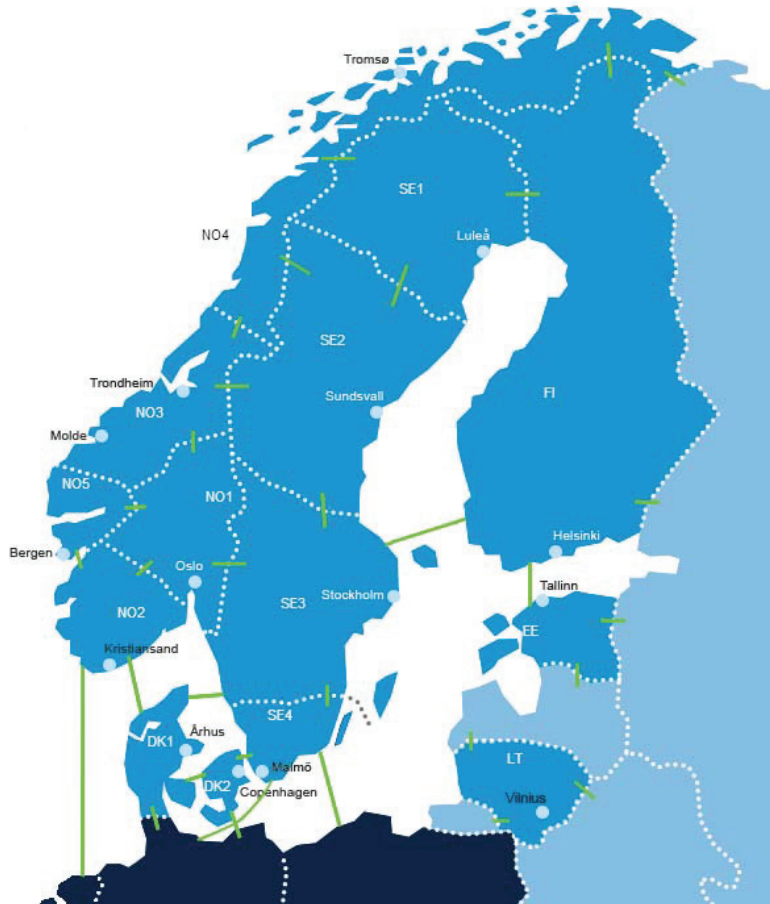 Tromsø
SE1
NO4
Luleå
SE2
Trondheim
Sundsvall
FI
NO3
Molde
NO5
NO1
Bergen
Helsinki
Oslo
Tallinn
Stockholm
SE3
NO2
EE
Kristiansand
SE4
Århus
DK1
LT
Malmö
DK2
Copenhagen
Vilnius